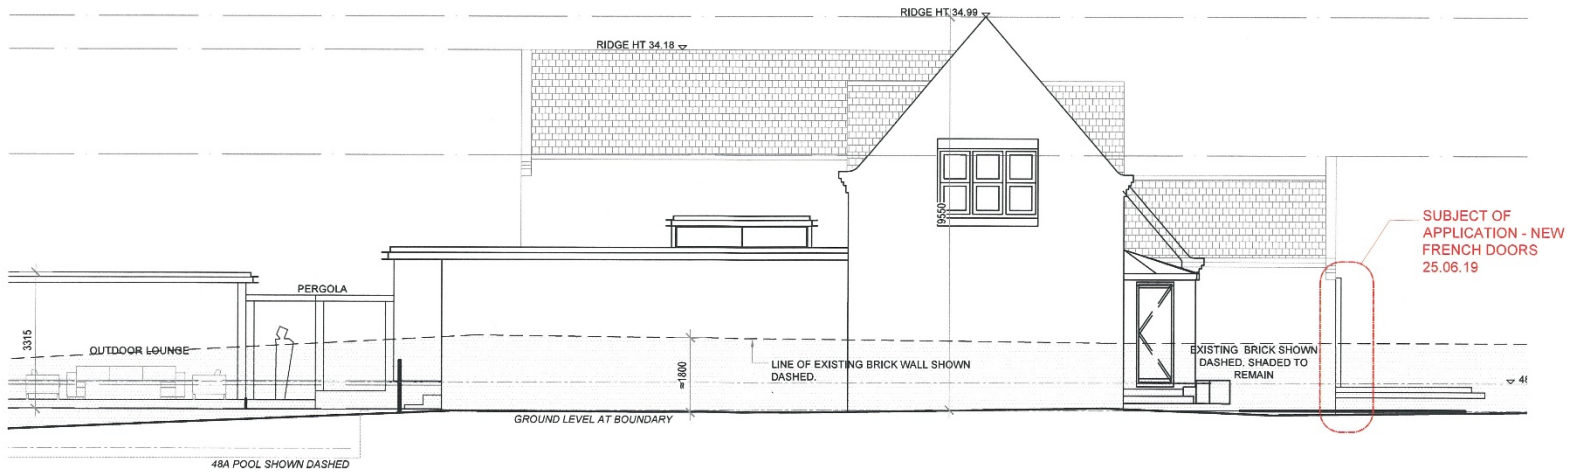 RIDGE HT 34.99
RIDGE HT 34.18
9550
SUBJECT OF
APPLICATION - NEW
FRENCH DOORS
25.06.19
PERGOLA
3315
OUTDOOR LOUNGE
≈1800
LINE OF EXISTING BRICK WALL SHOWN
DASHED.
EXISTING BRICK SHOWN
DASHED. SHADED TO
REMAIN
48
GROUND LEVEL AT BOUNDARY
48A POOL SHOWN DASHED